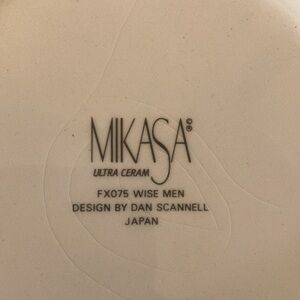 MIKASA®
ULTRA CERAM
FX075 WISE MEN
DESIGN BY DAN SCANNELL
JAPAN